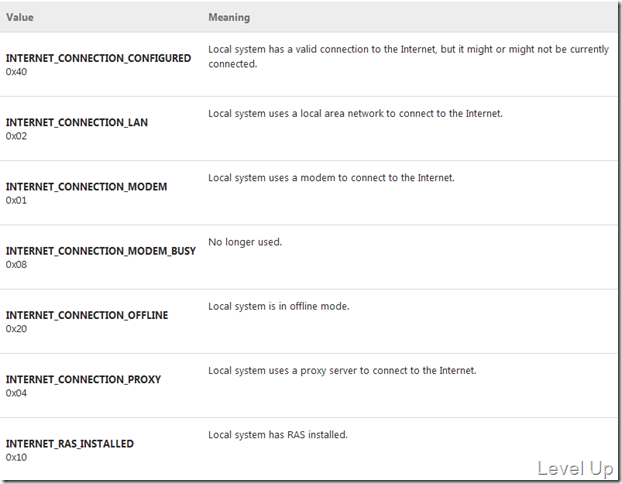 Value Meaning
INTERNET_CONNECTION_CONFIGURED
0x40
Local system has a valid connection to the Internet, but it might or might not be currently
connected.
INTERNET_CONNECTION_LAN
0x02
Local system uses a local area network to connect to the Internet.
INTERNET_CONNECTION_MODEM
0x01
Local system uses a modem to connect to the Internet.
INTERNET_CONNECTION_MODEM_BUSY
0x08
No longer used.
INTERNET_CONNECTION_OFFLINE
0x20
Local system is in offline mode.
INTERNET_CONNECTION_PROXY
0x04
Local system uses a proxy server to connect to the Internet.
INTERNET_RAS_INSTALLED
0x10
Local system has RAS installed.
Level Up